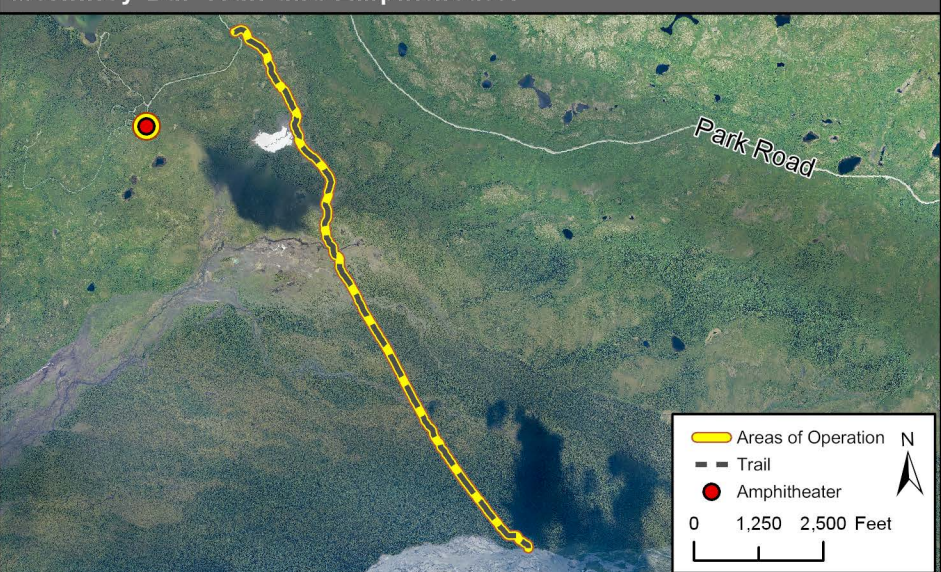 Park Road
Areas of Operation
N
Trail
Amphitheater
0 1,250 2,500 Feet